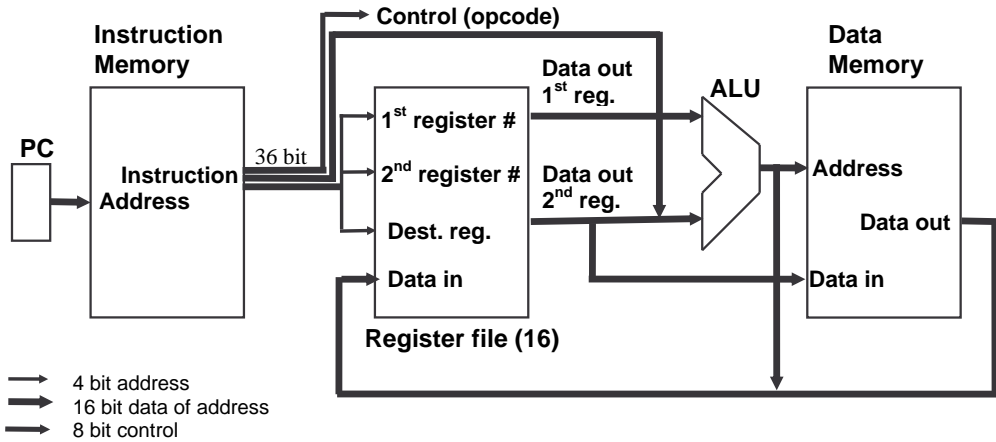 Control (opcode)
Instruction
Memory
Data
Memory
Data out
1st reg.
ALU
PC
1st register #
36 bit
Instruction
2nd register #
Data out
2nd reg.
Address
Address
Dest. reg.
Data out
Data in
Data in
Register file (16)
4 bit address
16 bit data of address
8 bit control